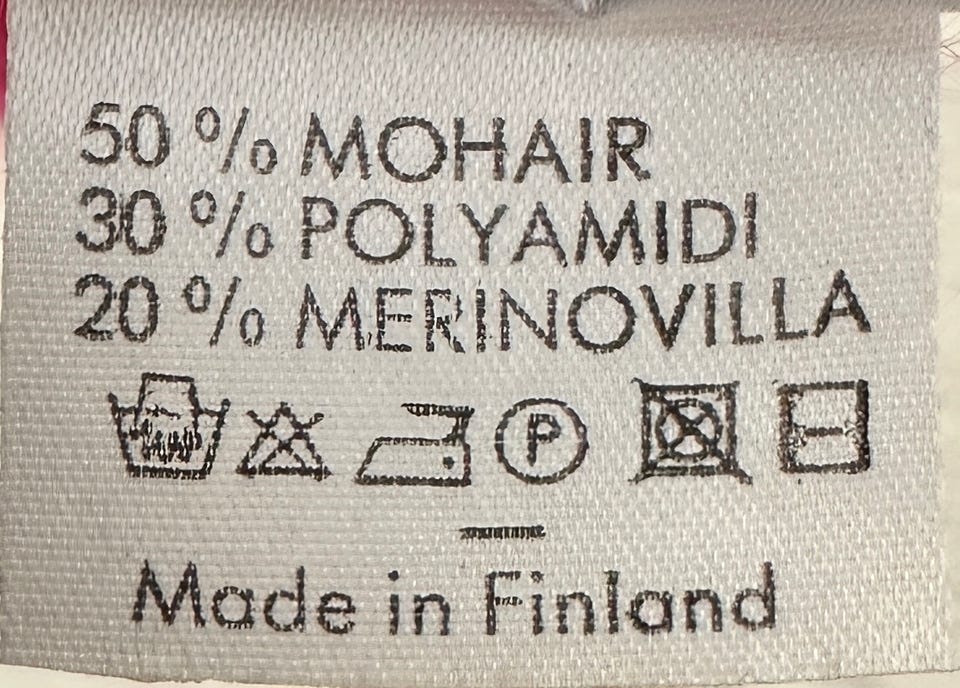 50 % MOHAIR
30 % POLYAMIDI
20 % MERINOVILLA
P
Made in Finland